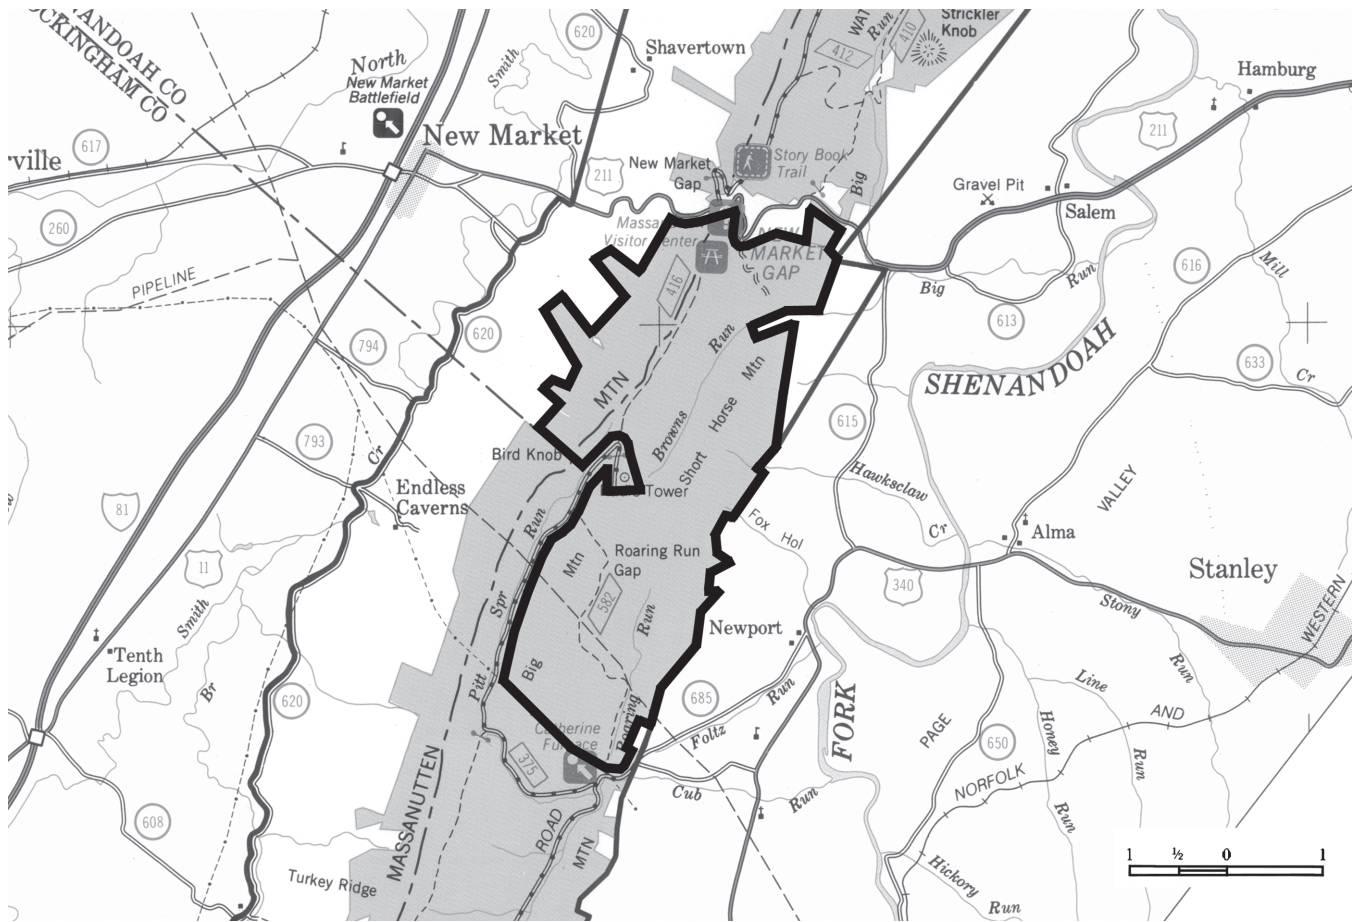 SHENANDOAH CO
ROCKINGHAM CO
North
New Market
Battlefield
New Market
rville
617
260
PIPELINE
620
Smith
Shavertown
Strickler
Knob
Run
410
412
Hamburg
211
New Market
Gap
Story Book
Trail
Big
211
Gravel Pit
Salem
Visitor Center
NEW
MARKET
GAP
416
Big
Run
616
Mill
613
SHENANDOAH
633
Cr
794
620
MTN
Run
Mtn
Horse
Browns
Short
615
793
Cr
Bird Knob
Tower
Hawksclaw
Cr
VALLEY
Endless
Caverns
81
11
Run
Mtn
Roaring Run
Gap
Fox Hol
Alma
Stanley
340
582
Spr
Run
Newport
Stony
Run
WESTERN
Smith
Tenth
Legion
Br
620
Big
Pitt
Roaring
685
Run
Line
Run
Honey
Run
AND
FORK
PAGE
650
NORFOLK
Catherine
Furnace
375
Foltz
Cub
Run
MASSANUTTEN
ROAD
MTN
608
Turkey Ridge
Hickory
Run
1 ½ 0 1